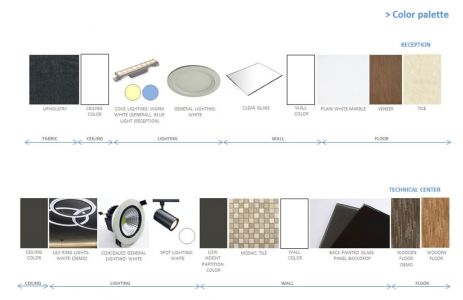 > Color palette
RECEPTION
UPHOLSTRY
CEILING
COLOR
COVE LIGHTING: WARM
WHITE (GENERAL), BLUE
LIGHT (RECEPTION)
GENERAL LIGHTING:
WHITE
CLEAR GLASS
WALL
COLOR
PLAIN WHITE MARBLE
VENEER
TILE
FABRIC
CEILING
LIGHTING
WALL
FLOOR
TECHNICAL CENTER
CEILING
COLOR
LED RING LIGHTS:
WHITE (DEMO)
CONCEALED GENERAL
LIGHTING: WHITE
SPOT LIGHTING:
WHITE
LOW
HEIGHT
PARTITION
COLOR
MOSAIC TILE
WALL
COLOR
BACK PAINTED GLASS:
PANEL BACKDROP
WOODEN
FLOOR:
DEMO
WOODEN
FLOOR
CEILING
LIGHTING
WALL
FLOOR